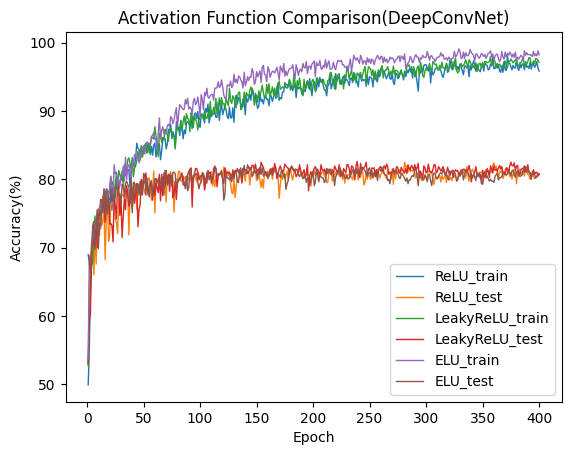 Activation Function Comparison(DeepConvNet)
Accuracy(%)
100
90
80
70
60
50
0
50
100
150
200
250
300
350
400
Epoch
ReLU_train
ReLU_test
LeakyReLU_train
LeakyReLU_test
ELU_train
ELU_test